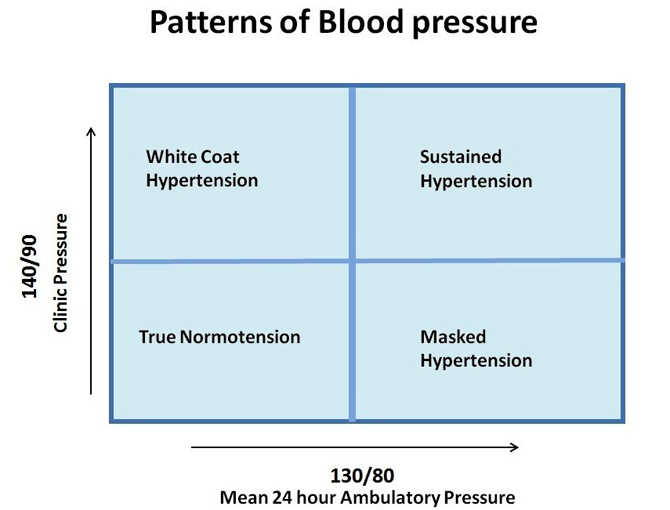 Patterns of Blood pressure
White Coat
Hypertension
Sustained
Hypertension
140/90
Clinic Pressure
True Normotension
Masked
Hypertension
130/80
Mean 24 hour Ambulatory Pressure